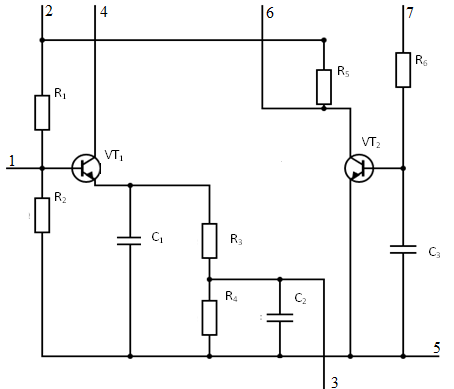 2 4 6 7
R₅ R₆
R₁
VT₂
1 VT₁
R₂
C₁ R₃ C₃
R₄ C₂
5
3